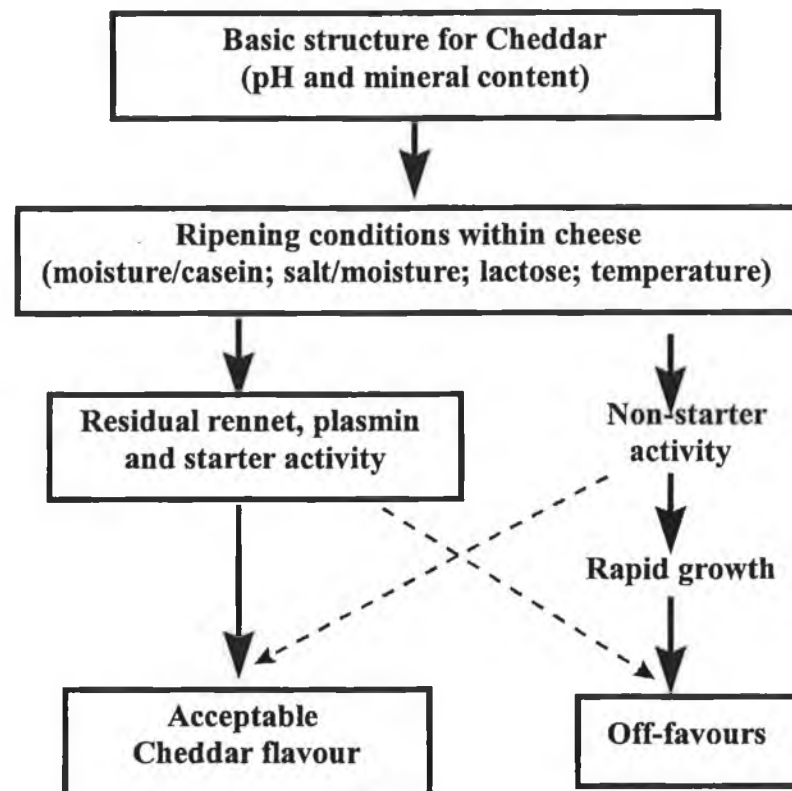 Basic structure for Cheddar
(pH and mineral content)
Ripening conditions within cheese
(moisture/casein; salt/moisture; lactose; temperature)
Residual rennet, plasmin
and starter activity
Non-starter
activity
Rapid growth
Acceptable
Cheddar flavour
Off-favours